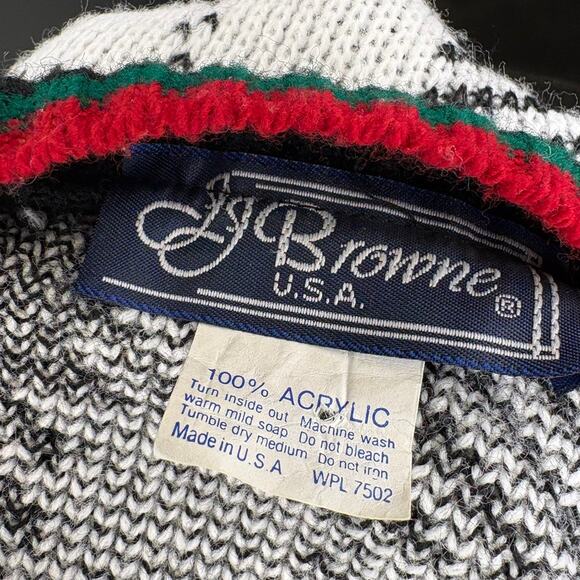 JJ Browne ®
U.S.A.
100% ACRYLIC
Turn inside out Machine wash
warm mild soap Do not bleach
Tumble dry medium Do not iron
Made in U.S.A WPL 7502